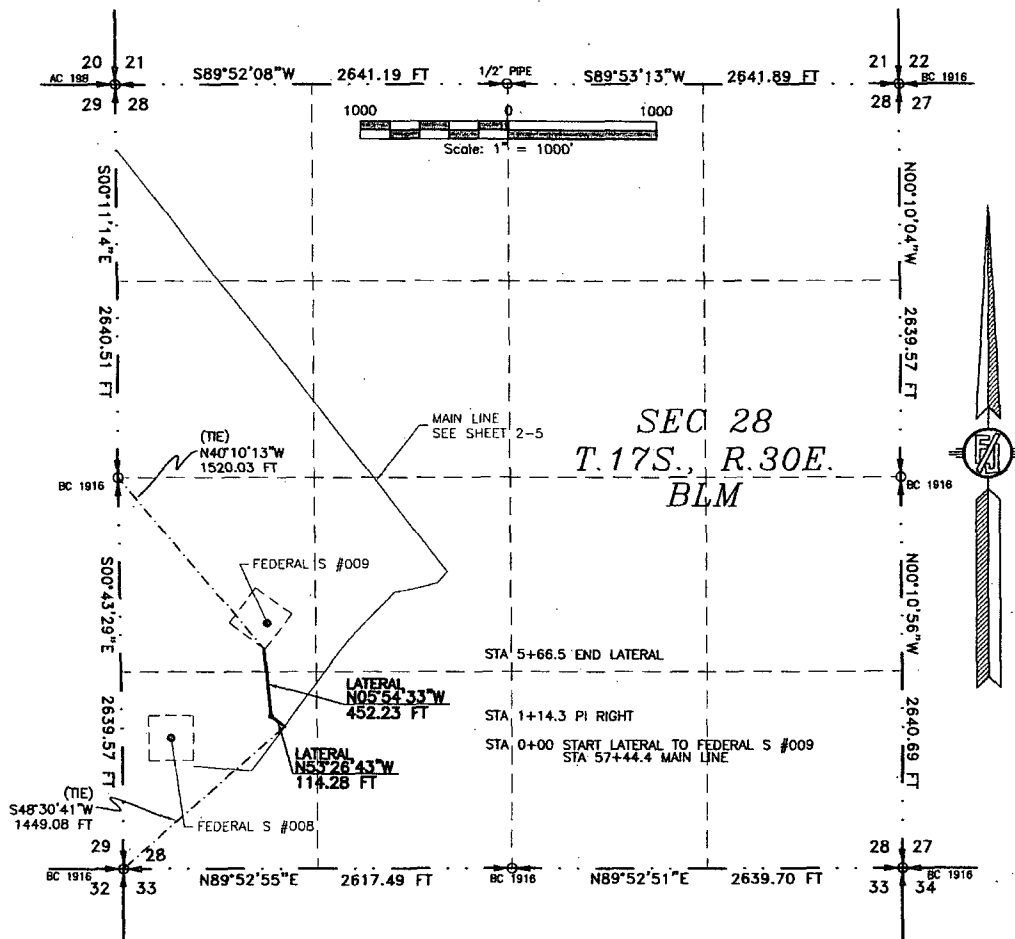 20 21
21 22
AC 198
S89°52'08"W 2641.19 FT
1/2" PIPE
S89°53'13"W 2641.89 FT
BC 1916
29 28
28 27
1000 0 1000
Scale: 1" = 1000'
S00°11'14"E 2640.51 FT
N00°10'04"W 2639.57 FT
MAIN LINE
SEE SHEET 2-5
SEC 28
T.17S., R.30E.
BLM
(TIE)
N40°10'13"W
1520.03 FT
BC 1916
BC 1916
S00°43'29"E 2639.57 FT
N00°10'56"W 2640.69 FT
FEDERAL S #009
STA 5+66.5 END LATERAL
LATERAL
N05°54'33"W
452.23 FT
STA 1+14.3 PI RIGHT
STA 0+00 START LATERAL TO FEDERAL S #009
STA 57+44.4 MAIN LINE
LATERAL
N53°26'43"W
114.28 FT
(TIE)
S48°30'41"W
1449.08 FT
FEDERAL S #008
29 28
28 27
BC 1916
N89°52'55"E 2617.49 FT
BC 1916
N89°52'51"E 2639.70 FT
BC 1916
32 33
33 34